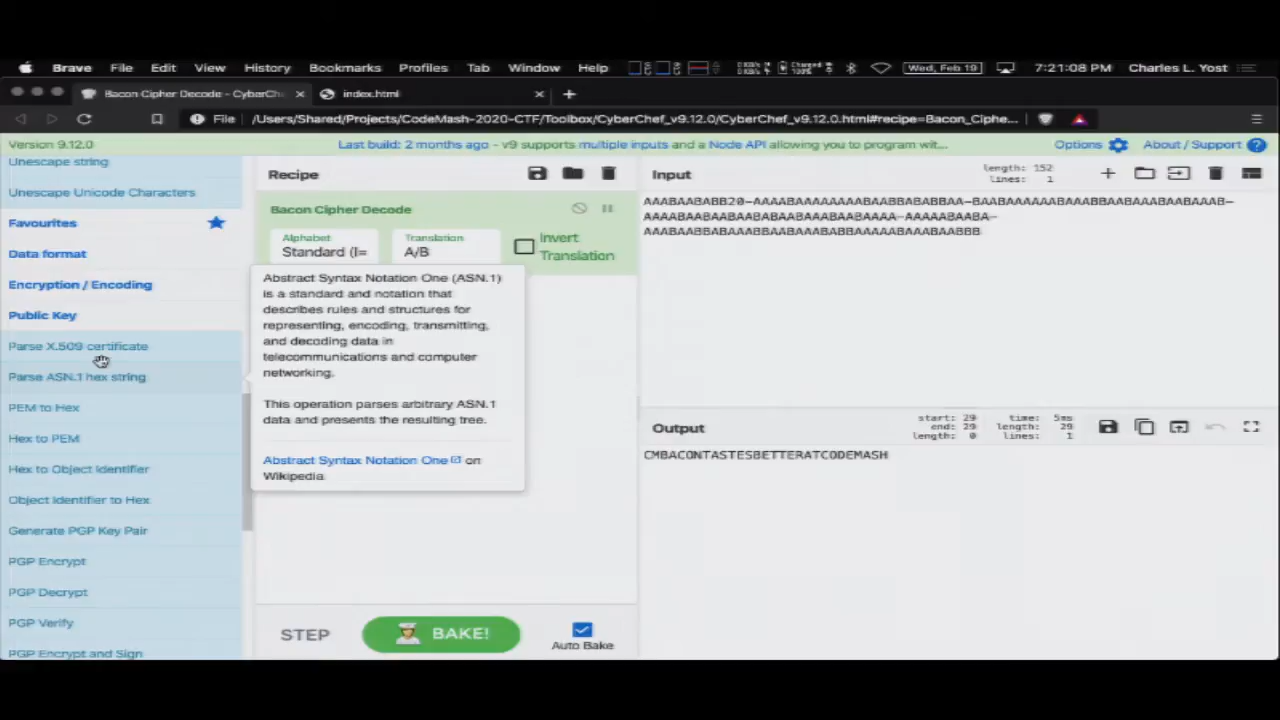 Brave File Edit View History Bookmarks Profiles Tab Window Help Wed, Feb 19 7:21:08 PM Charles L. Yost
Bacon Cipher Decode - CyberChe
index.html
File /Users/Shared/Projects/CodeMash-2020-CTF/Toolbox/CyberChef_v9.12.0/CyberChef_v9.12.0.html#recipe=Bacon_Ciphe...
Version 9.12.0
Last build: 2 months ago - v9 supports multiple inputs and a Node API allowing you to program wit...
Options
About / Support
Unescape string
Unescape Unicode Characters
Favourites
Data format
Encryption / Encoding
Public Key
Parse X.509 certificate
Parse ASN.1 hex string
PEM to Hex
Hex to PEM
Hex to Object Identifier
Object Identifier to Hex
Generate PGP Key Pair
PGP Encrypt
PGP Decrypt
PGP Verify
PGP Encrypt and Sign
Recipe
Bacon Cipher Decode
Alphabet
Standard (I=
Translation
A/B
Invert
Translation
Abstract Syntax Notation One (ASN.1)
is a standard and notation that
describes rules and structures for
representing, encoding, transmitting,
and decoding data in
telecommunications and computer
networking.
This operation parses arbitrary ASN.1
data and presents the resulting tree.
Abstract Syntax Notation One on
Wikipedia
STEP
BAKE!
Auto Bake
Input
length: 152
lines: 1
Output
start: 29
end: 29
length: 0
time: 5ms
length: 29
lines: 1
CMBACONTASTESBETTERATCODEMASH